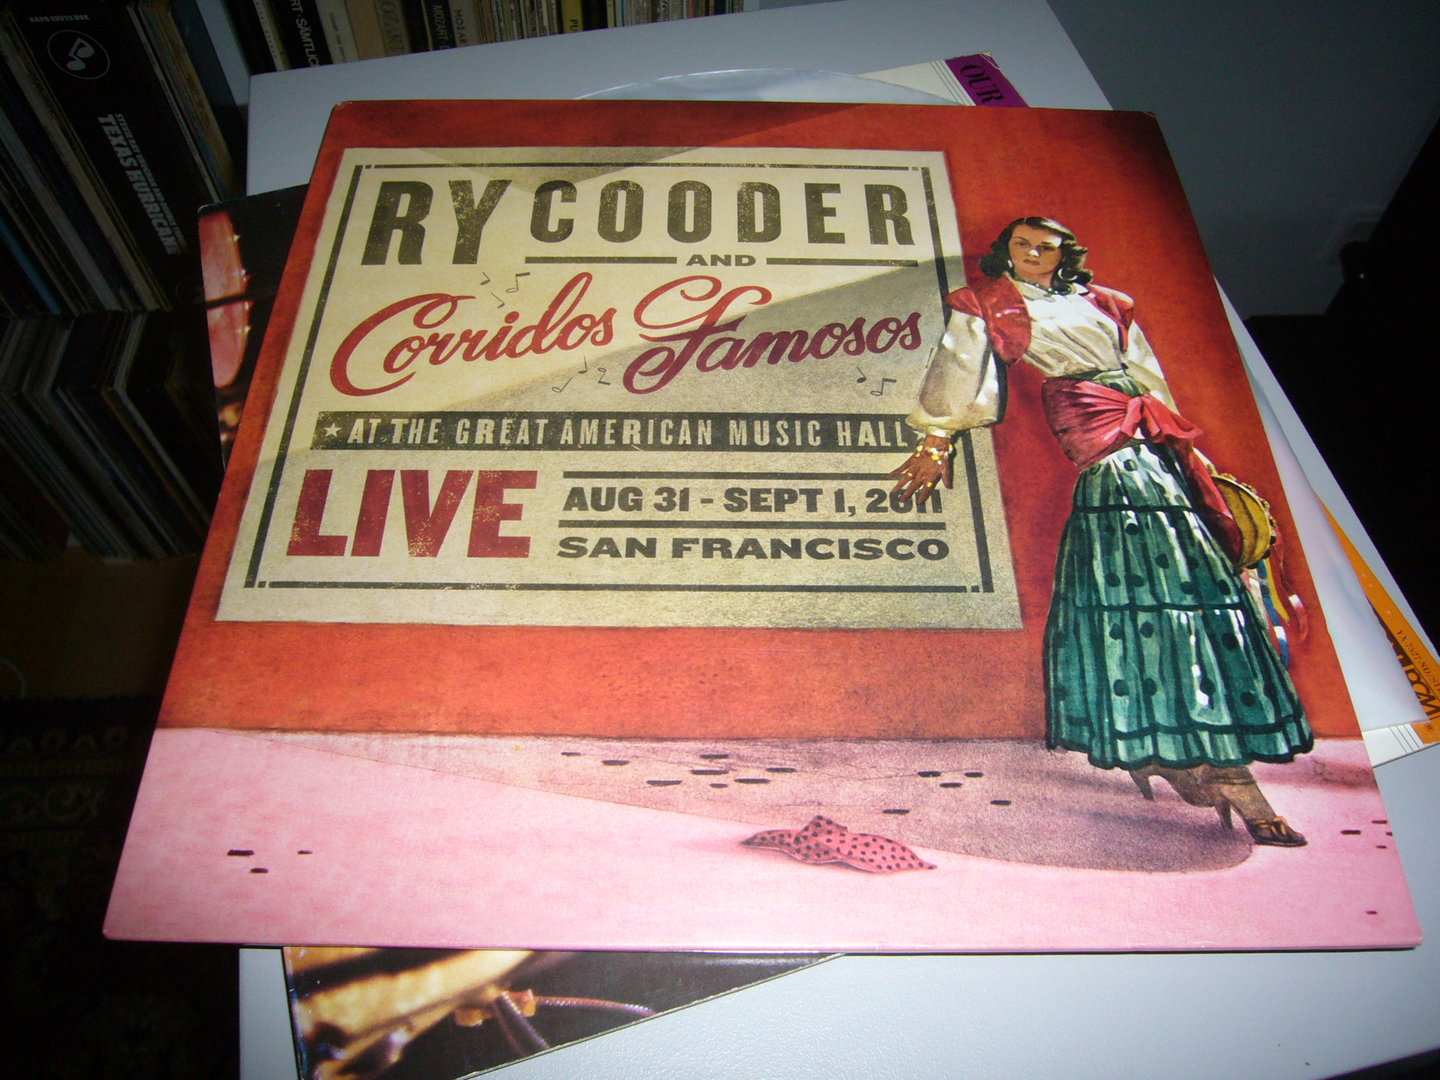 RY COODER
AND
Corridos Famosos
★ AT THE GREAT AMERICAN MUSIC HALL
LIVE
AUG 31 - SEPT 1, 2011
SAN FRANCISCO
OUR
TEXAS HURRICANE